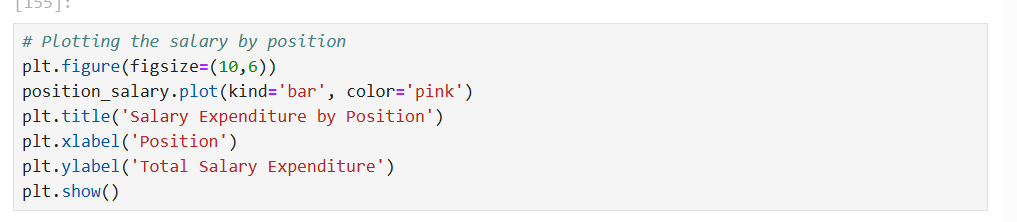 [155]:
# Plotting the salary by position
plt.figure(figsize=(10,6))
position_salary.plot(kind='bar', color='pink')
plt.title('Salary Expenditure by Position')
plt.xlabel('Position')
plt.ylabel('Total Salary Expenditure')
plt.show()